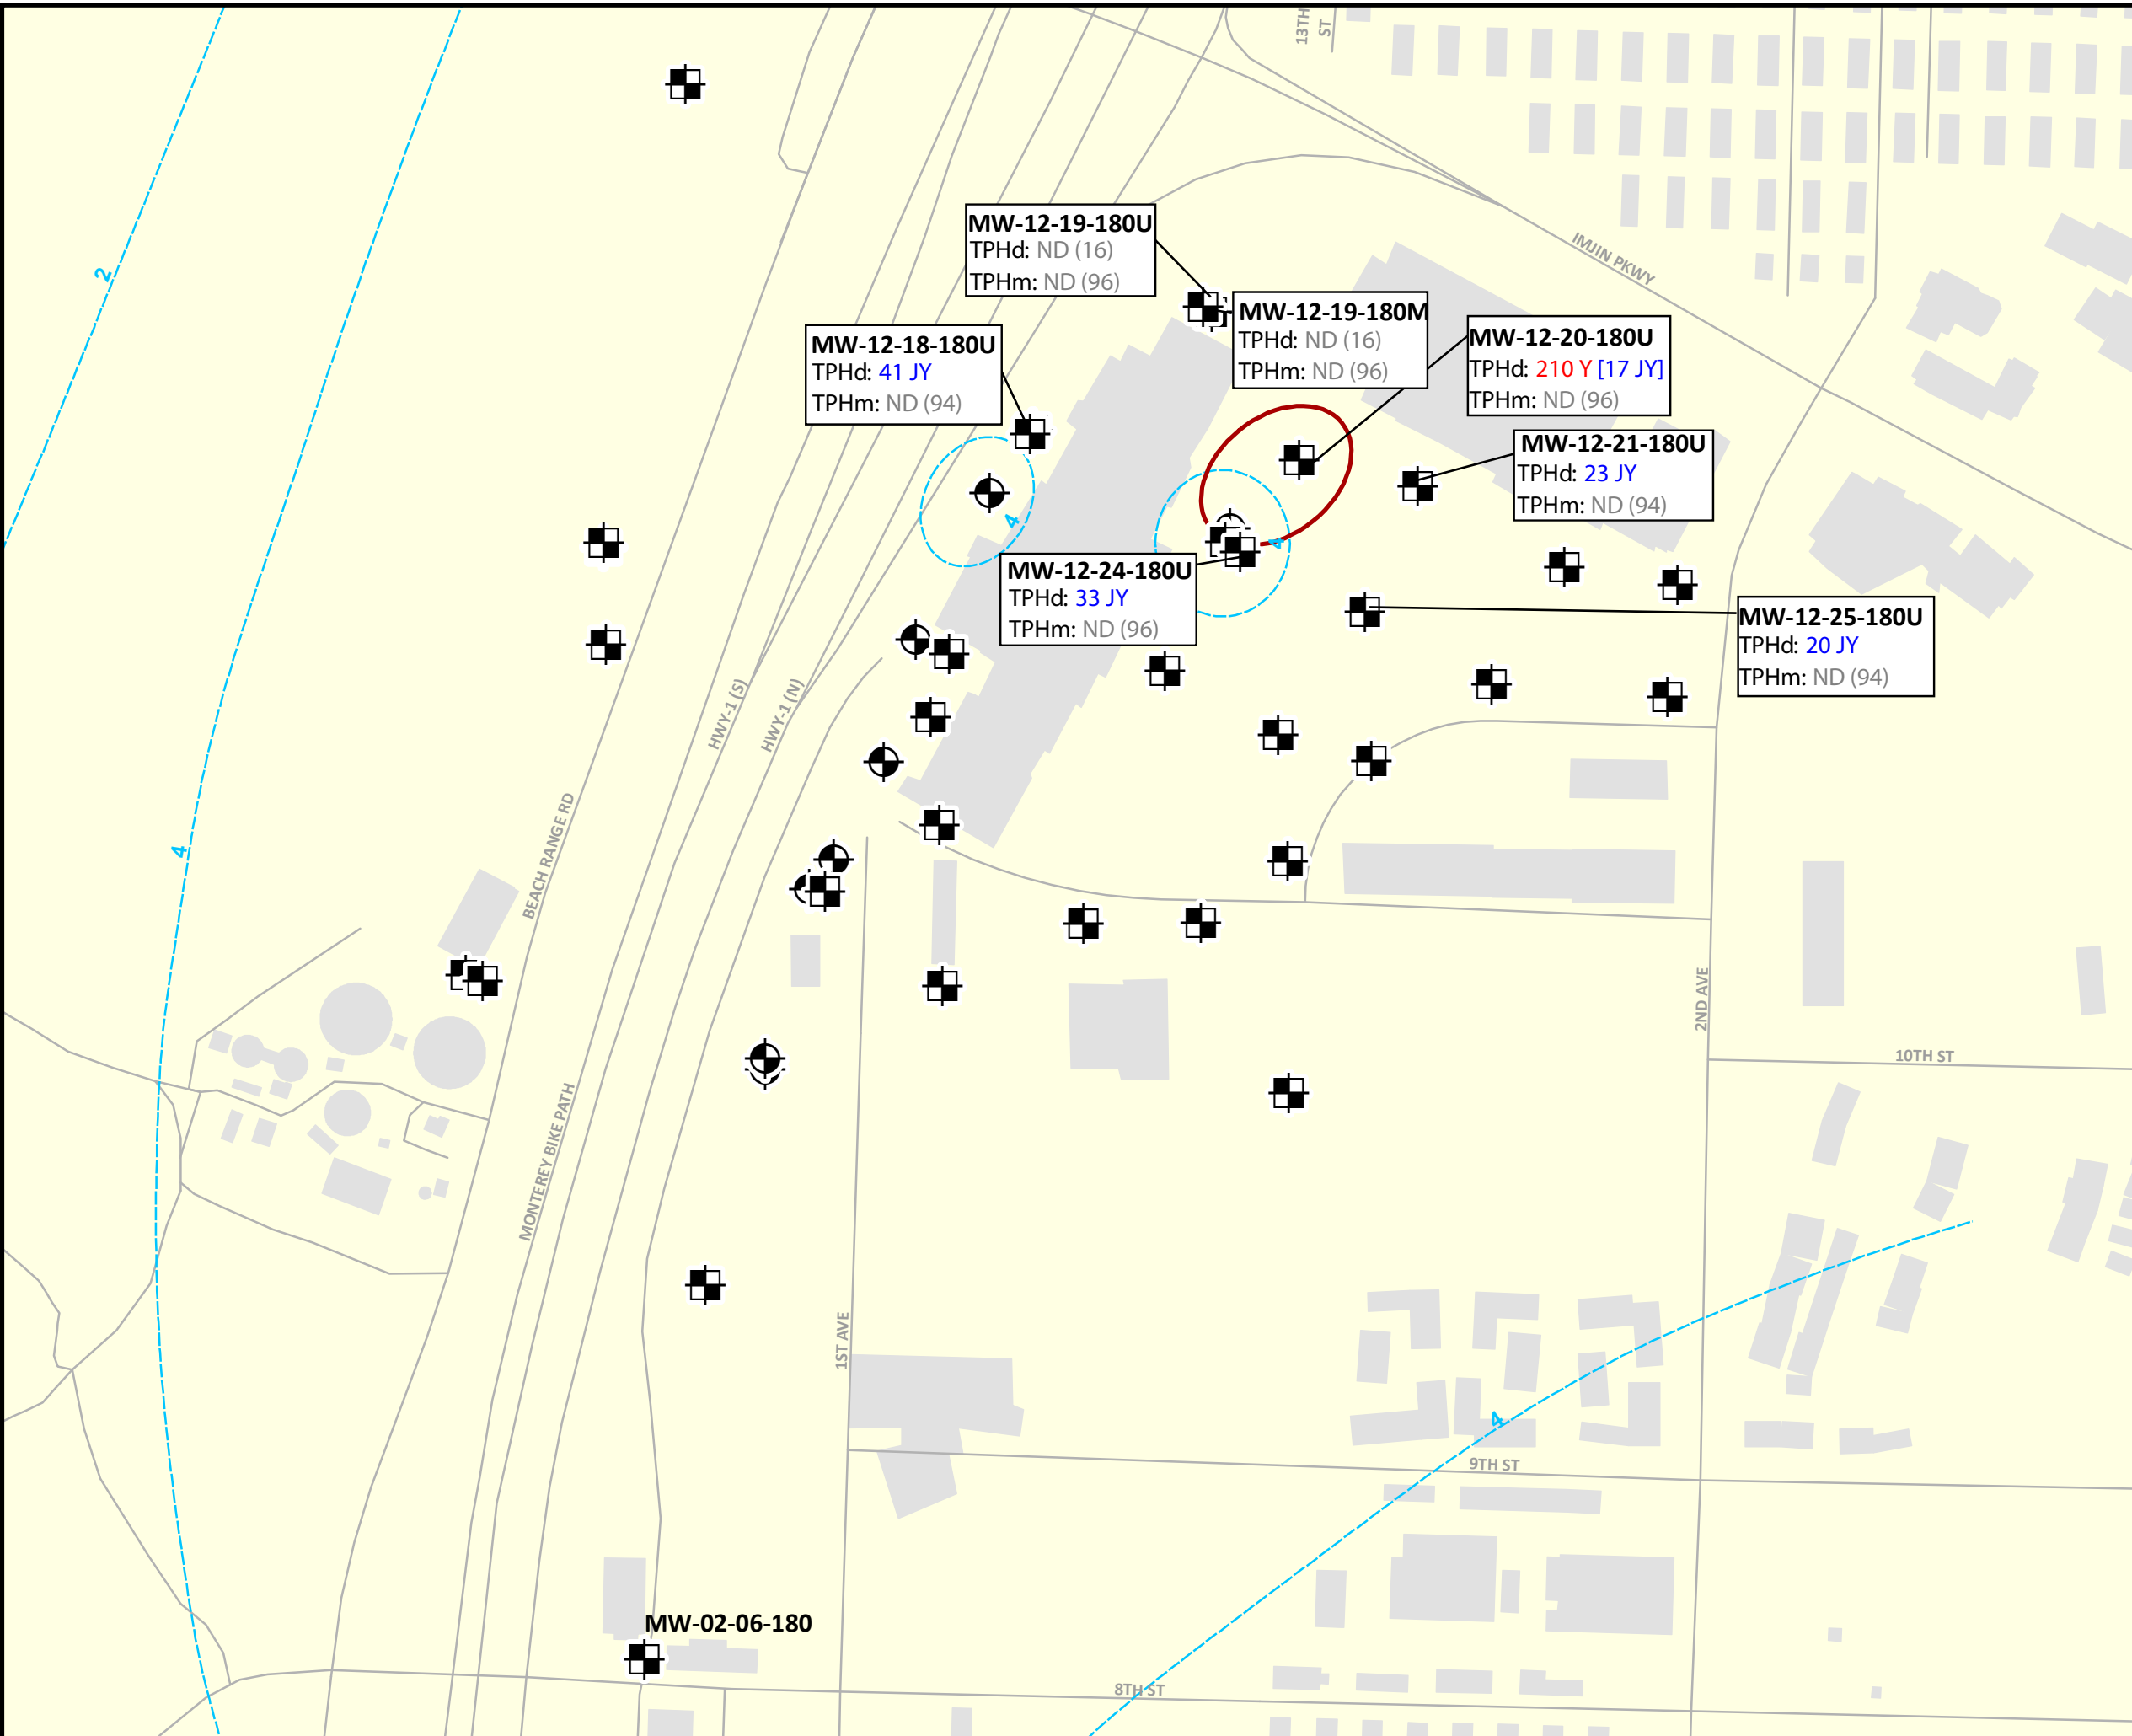 13TH
ST
IMJIN PKWY
2
MW-12-19-180U
TPHd: ND (16)
TPHm: ND (96)
MW-12-19-180M
TPHd: ND (16)
TPHm: ND (96)
MW-12-20-180U
TPHd: 210 Y [17 JY]
TPHm: ND (96)
MW-12-18-180U
TPHd: 41 JY
TPHm: ND (94)
MW-12-21-180U
TPHd: 23 JY
TPHm: ND (94)
4
4
MW-12-24-180U
TPHd: 33 JY
TPHm: ND (96)
MW-12-25-180U
TPHd: 20 JY
TPHm: ND (94)
HWY-1 (S)
HWY-1 (N)
4
BEACH RANGE RD
2ND AVE
10TH ST
MONTEREY BIKE PATH
1ST AVE
4
9TH ST
MW-02-06-180
8TH ST